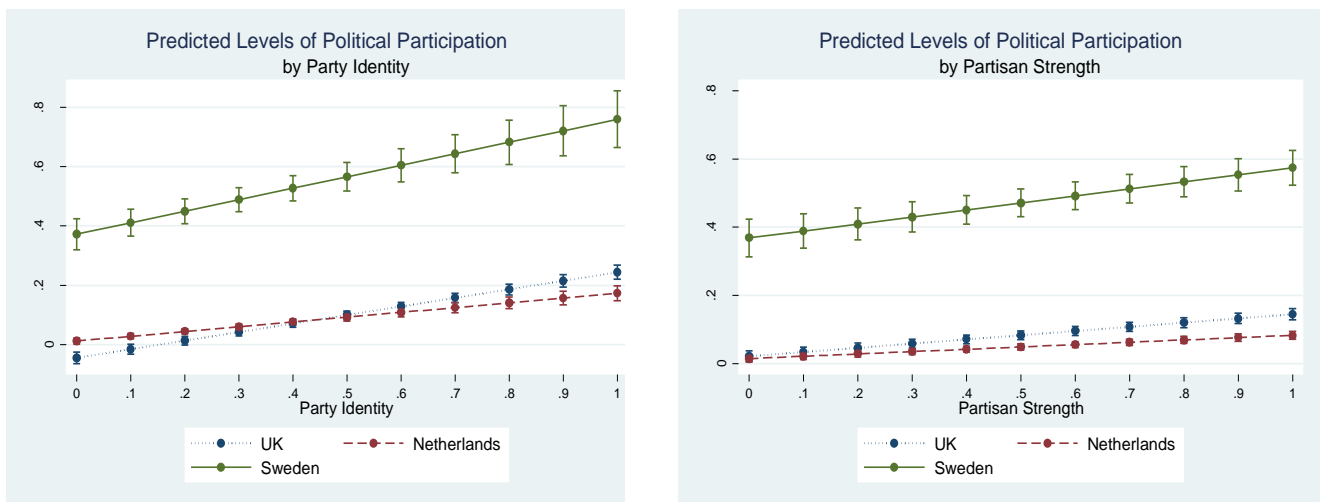 Predicted Levels of Political Participation
by Party Identity
.8
.6
.4
.2
0
0 .1 .2 .3 .4 .5 .6 .7 .8 .9 1
Party Identity
UK Netherlands
Sweden
Predicted Levels of Political Participation
by Partisan Strength
.8
.6
.4
.2
0
0 .1 .2 .3 .4 .5 .6 .7 .8 .9 1
Partisan Strength
UK Netherlands
Sweden